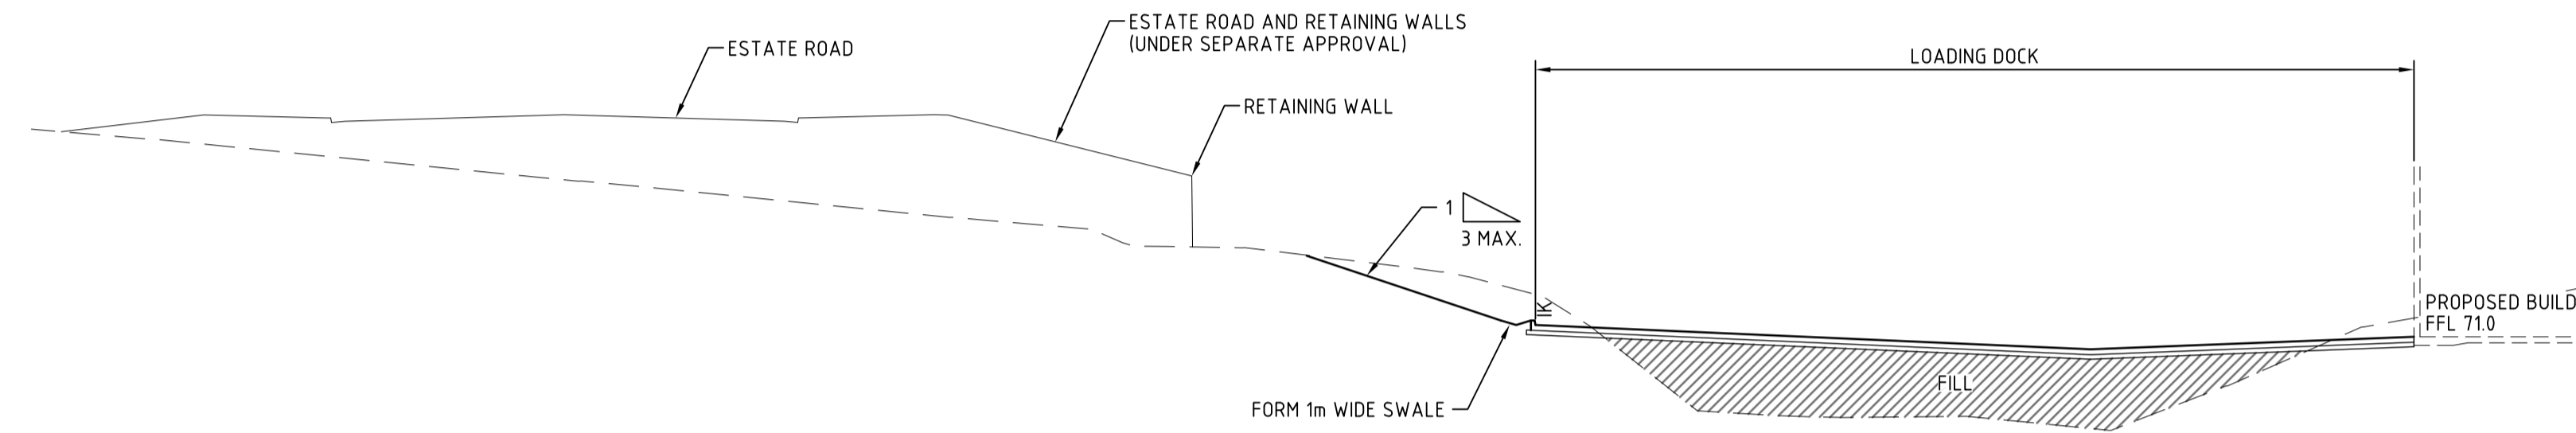 ESTATE ROAD
ESTATE ROAD AND RETAINING WALLS
(UNDER SEPARATE APPROVAL)
RETAINING WALL
LOADING DOCK
1
3 MAX.
IK
PROPOSED BUILD
FFL 71.0
FILL
FORM 1m WIDE SWALE